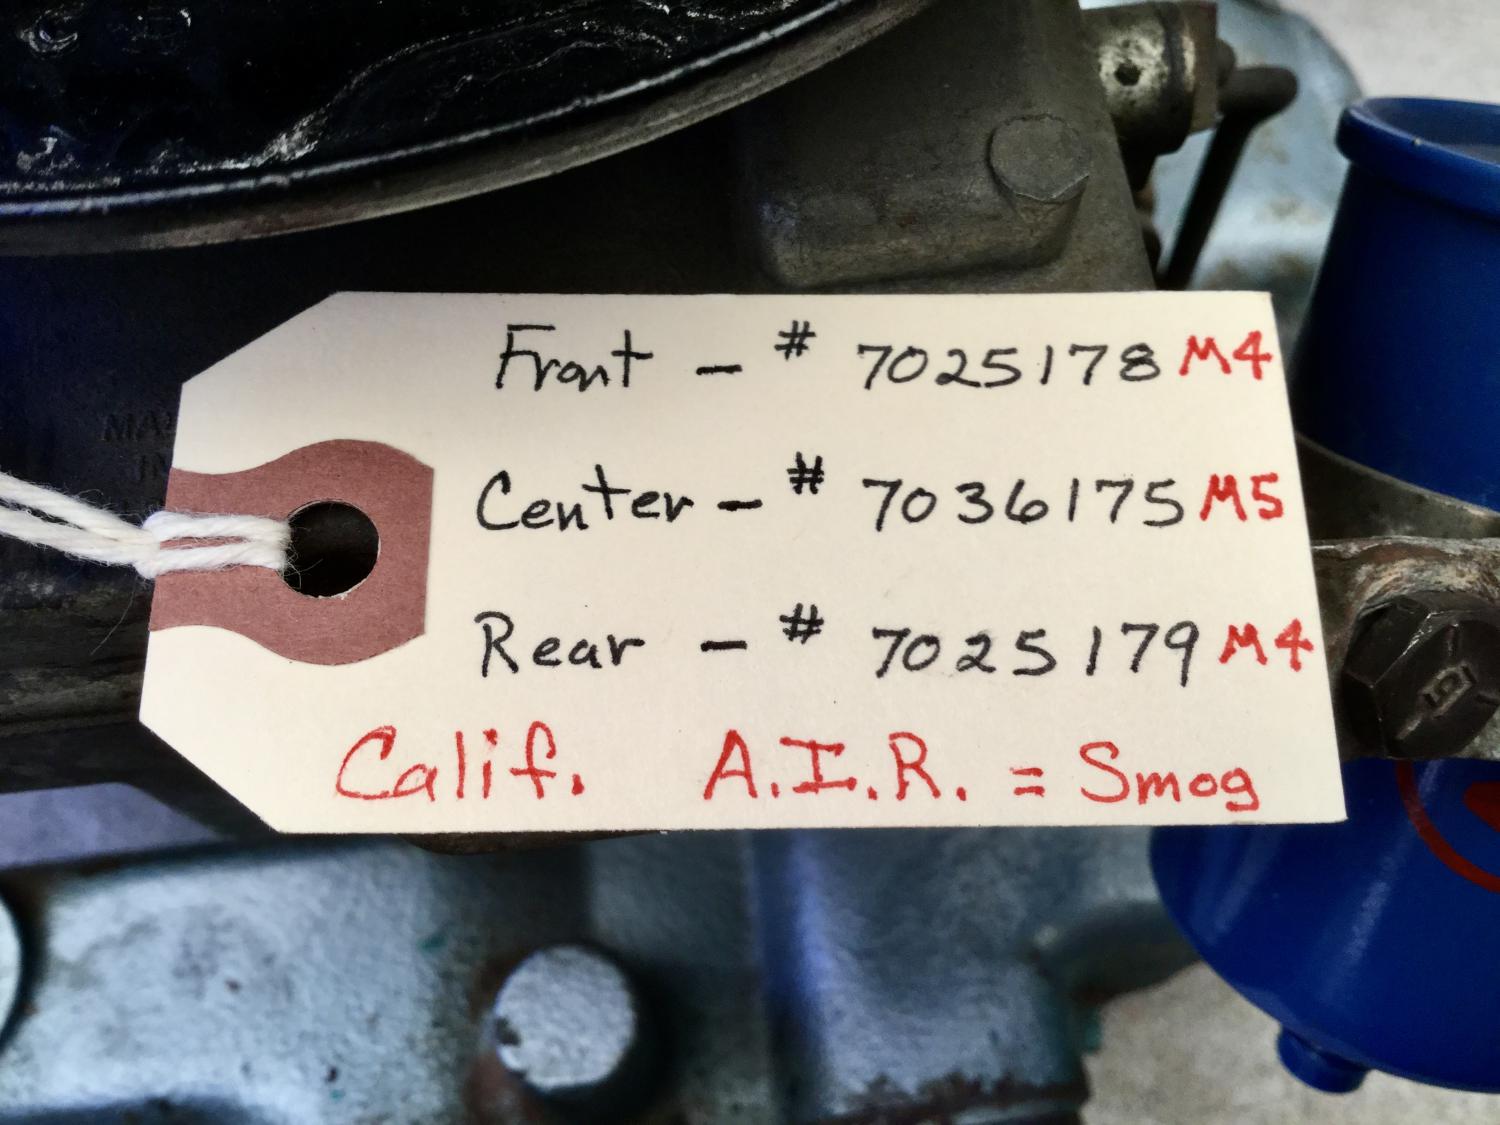 Front - # 7025178 M4
Center - # 7036175 M5
Rear - # 7025179 M4
Calif. A.I.R. = Smog